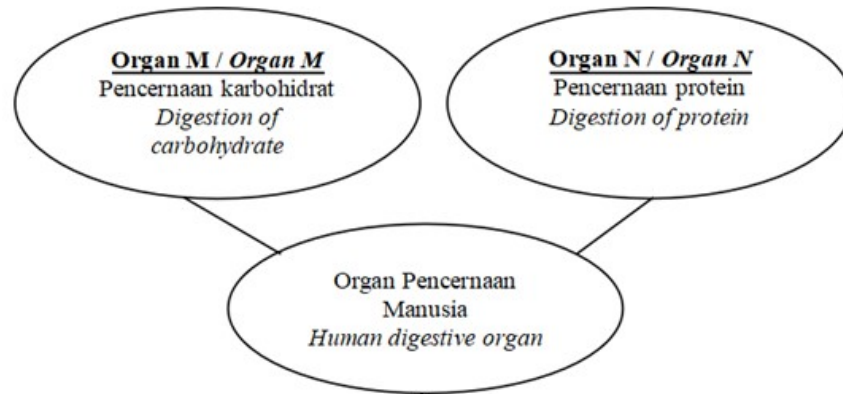 Organ M / Organ M
Pencernaan karbohidrat
Digestion of
carbohydrate
Organ N / Organ N
Pencernaan protein
Digestion of protein
Organ Pencernaan
Manusia
Human digestive organ